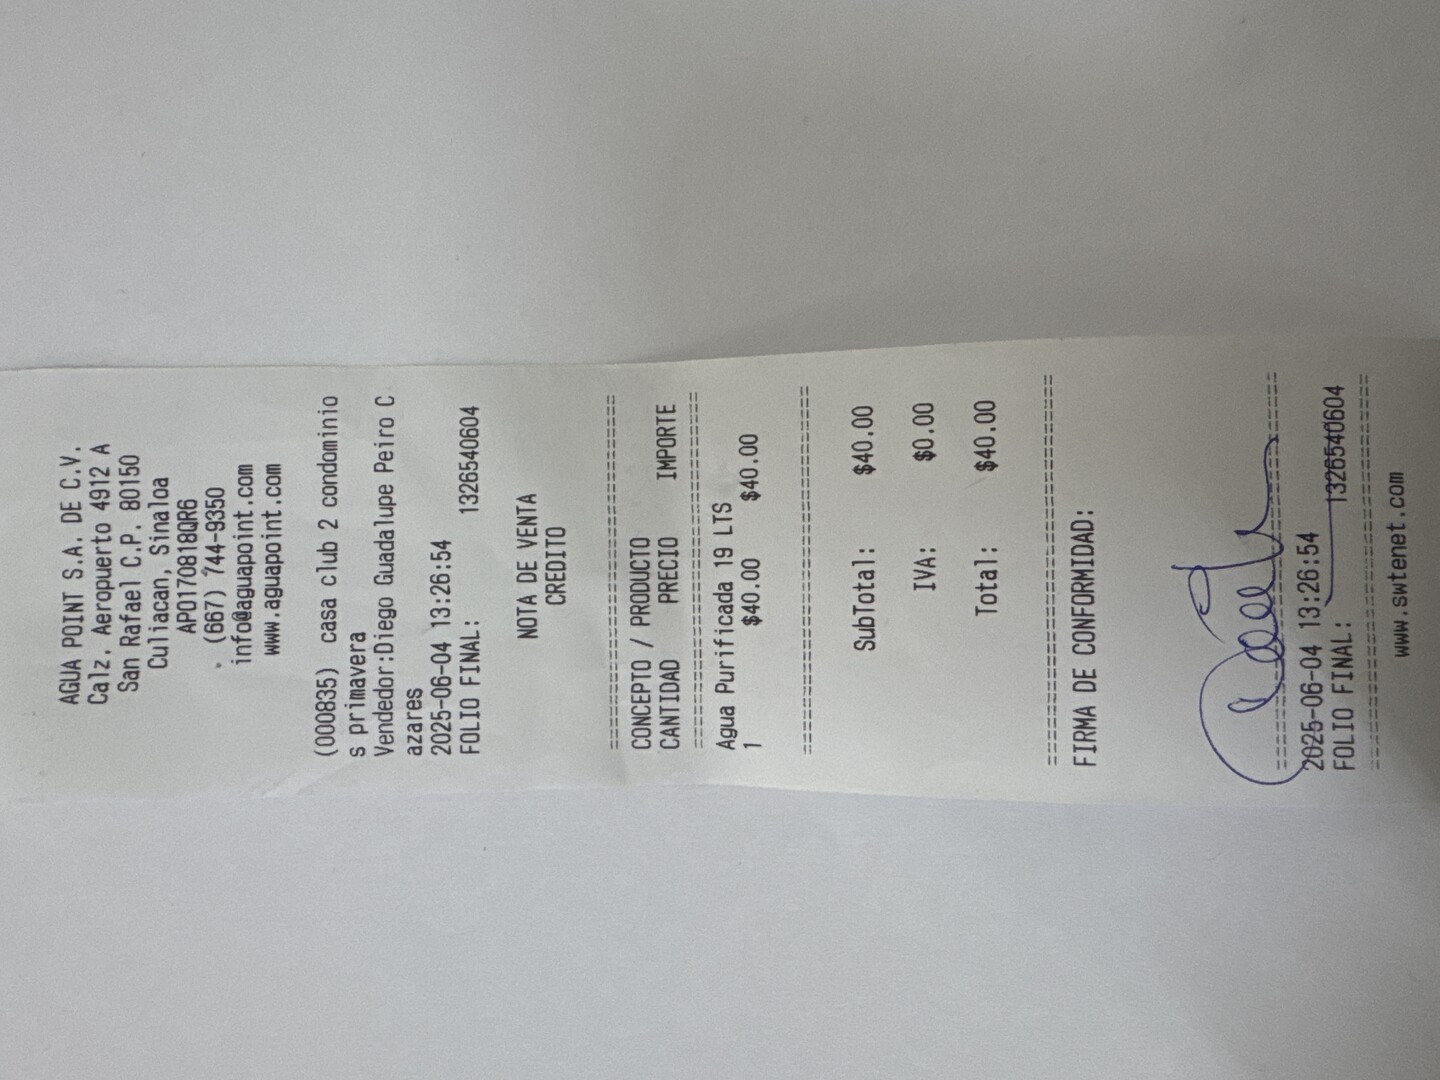 AGUA POINT S.A. DE C.V.
Calz. Aeropuerto 4912 A
San Rafael C.P. 80150
Culiacan, Sinaloa
APO170818QR6
(667) 744-9350
info@aguapoint.com
www.aguapoint.com
(000835) casa club 2 condominio
s primavera
Vendedor:Diego Guadalupe Peiro C
azares
2025-06-04 13:26:54
FOLIO FINAL: 1326540604
NOTA DE VENTA
CREDITO
================================
CONCEPTO / PRODUCTO
CANTIDAD PRECIO IMPORTE
================================
Agua Purificada 19 LTS
1 $40.00 $40.00
================================
SubTotal: $40.00
IVA: $0.00
Total: $40.00
================================
FIRMA DE CONFORMIDAD:
================================
2025-06-04 13:26:54
FOLIO FINAL: 1326540604
================================
www.swtenet.com